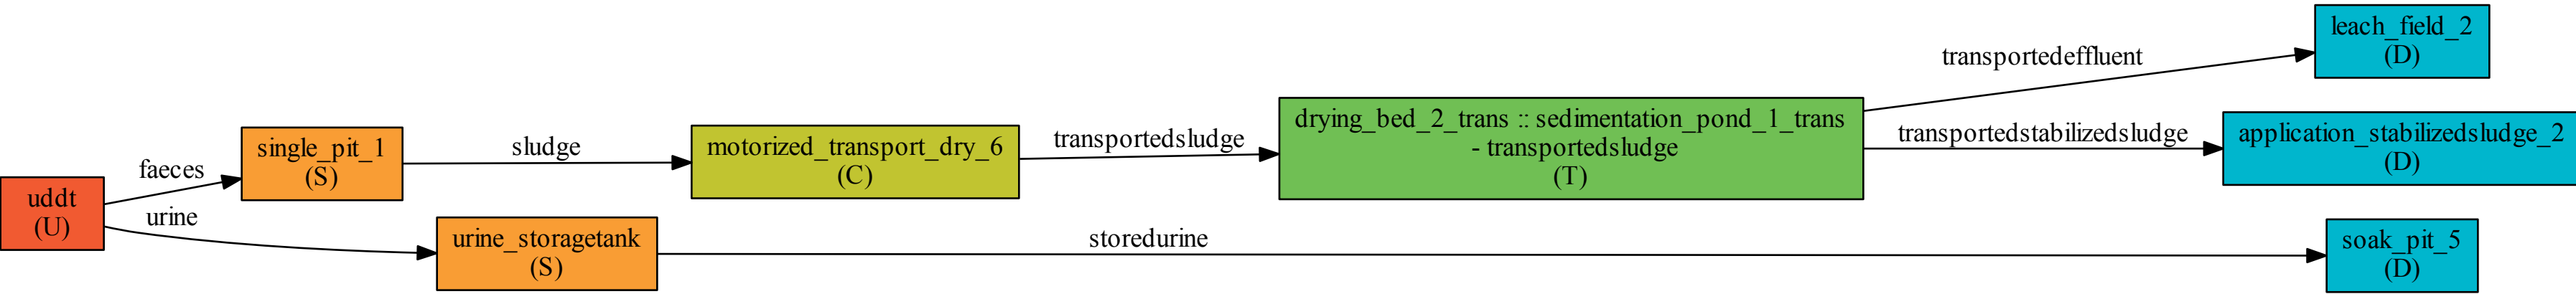 uddt
(U)
faeces
urine
single_pit_1
(S)
sludge
urine_storagetank
(S)
motorized_transport_dry_6
(C)
transportedsludge
storedurine
drying_bed_2_trans :: sedimentation_pond_1_trans
- transportedsludge
(T)
transportedeffluent
transportedstabilizedsludge
leach_field_2
(D)
application_stabilizedsludge_2
(D)
soak_pit_5
(D)